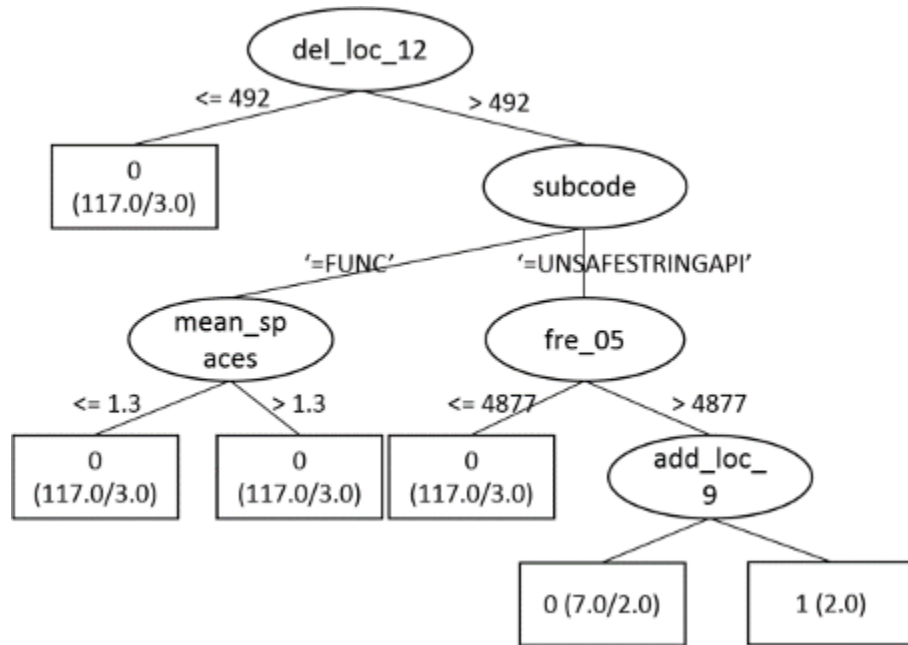 del_loc_12
<= 492
> 492
0
(117.0/3.0)
subcode
‘=FUNC’
‘=UNSAFESTRINGAPI’
mean_sp
aces
fre_05
<= 1.3
> 1.3
<= 4877
> 4877
0
(117.0/3.0)
0
(117.0/3.0)
0
(117.0/3.0)
add_loc_
9
0 (7.0/2.0)
1 (2.0)